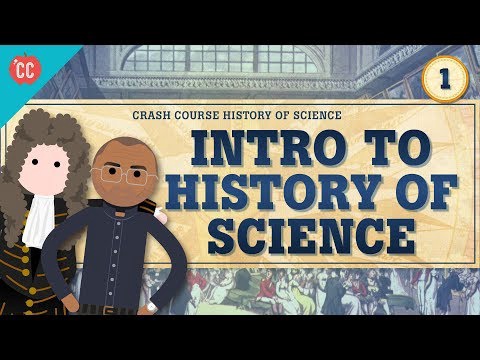 CC
1
CRASH COURSE HISTORY OF SCIENCE
INTRO TO
HISTORY OF
SCIENCE